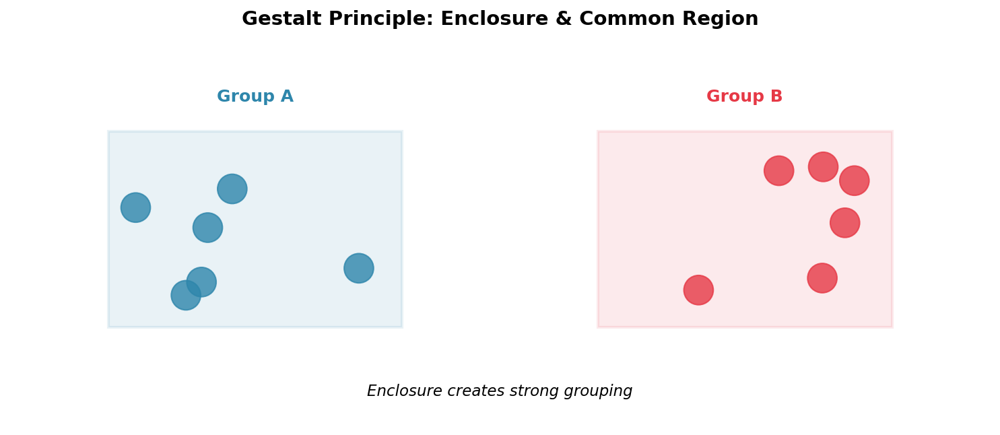 Gestalt Principle: Enclosure & Common Region
Group A
Group B
Enclosure creates strong grouping